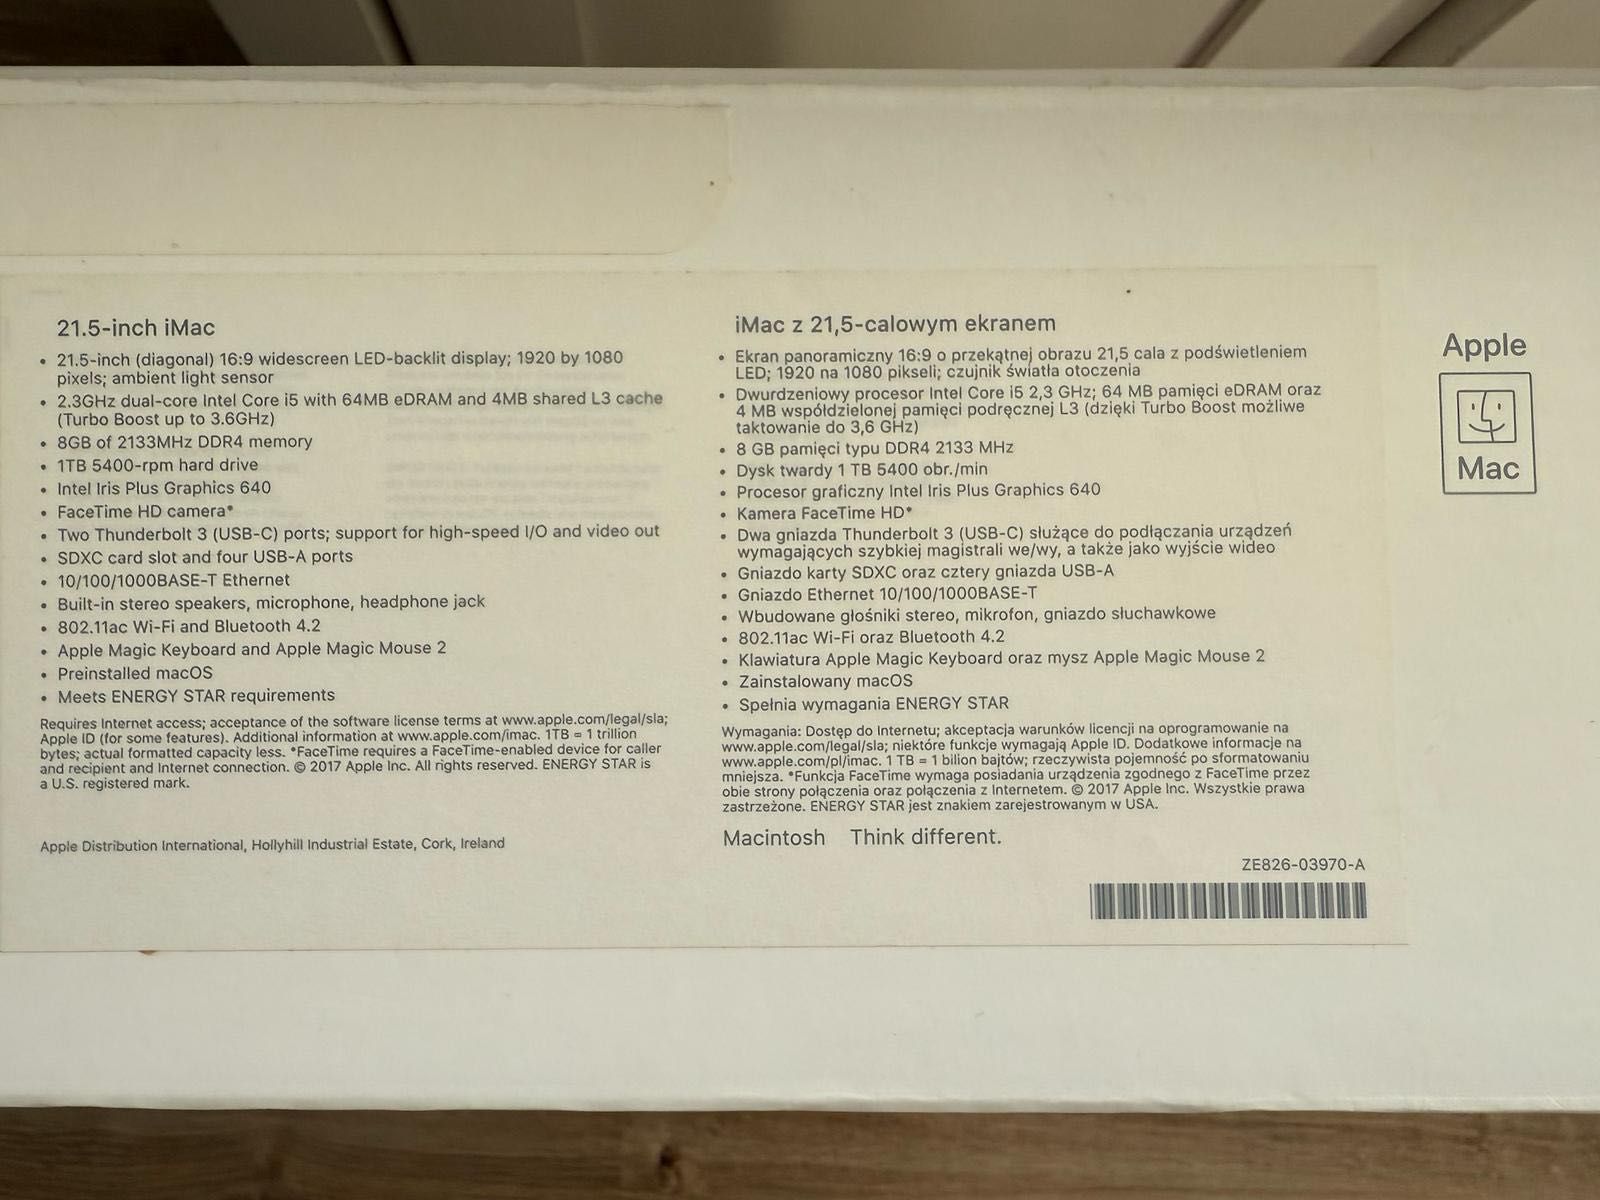 21.5-inch iMac
• 21.5-inch (diagonal) 16:9 widescreen LED-backlit display; 1920 by 1080
pixels; ambient light sensor
• 2.3GHz dual-core Intel Core i5 with 64MB eDRAM and 4MB shared L3 cache
(Turbo Boost up to 3.6GHz)
• 8GB of 2133MHz DDR4 memory
• 1TB 5400-rpm hard drive
• Intel Iris Plus Graphics 640
• FaceTime HD camera*
• Two Thunderbolt 3 (USB-C) ports; support for high-speed I/O and video out
• SDXC card slot and four USB-A ports
• 10/100/1000BASE-T Ethernet
• Built-in stereo speakers, microphone, headphone jack
• 802.11ac Wi-Fi and Bluetooth 4.2
• Apple Magic Keyboard and Apple Magic Mouse 2
• Preinstalled macOS
• Meets ENERGY STAR requirements
Requires Internet access; acceptance of the software license terms at www.apple.com/legal/sla;
Apple ID (for some features). Additional information at www.apple.com/imac. 1TB = 1 trillion
bytes; actual formatted capacity less. *FaceTime requires a FaceTime-enabled device for caller
and recipient and Internet connection. © 2017 Apple Inc. All rights reserved. ENERGY STAR is
a U.S. registered mark.
Apple Distribution International, Hollyhill Industrial Estate, Cork, Ireland
iMac z 21,5-calowym ekranem
• Ekran panoramiczny 16:9 o przekątnej obrazu 21,5 cala z podświetleniem
LED; 1920 na 1080 pikseli; czujnik światła otoczenia
• Dwurdzeniowy procesor Intel Core i5 2,3 GHz; 64 MB pamięci eDRAM oraz
4 MB współdzielonej pamięci podręcznej L3 (dzięki Turbo Boost możliwe
taktowanie do 3,6 GHz)
• 8 GB pamięci typu DDR4 2133 MHz
• Dysk twardy 1 TB 5400 obr./min
• Procesor graficzny Intel Iris Plus Graphics 640
• Kamera FaceTime HD*
• Dwa gniazda Thunderbolt 3 (USB-C) służące do podłączania urządzeń
wymagających szybkiej magistrali we/wy, a także jako wyjście wideo
• Gniazdo karty SDXC oraz cztery gniazda USB-A
• Gniazdo Ethernet 10/100/1000BASE-T
• Wbudowane głośniki stereo, mikrofon, gniazdo słuchawkowe
• 802.11ac Wi-Fi oraz Bluetooth 4.2
• Klawiatura Apple Magic Keyboard oraz mysz Apple Magic Mouse 2
• Zainstalowany macOS
• Spełnia wymagania ENERGY STAR
Wymagania: Dostęp do Internetu; akceptacja warunków licencji na oprogramowanie na
www.apple.com/legal/sla; niektóre funkcje wymagają Apple ID. Dodatkowe informacje na
www.apple.com/pl/imac. 1 TB = 1 bilion bajtów; rzeczywista pojemność po sformatowaniu
mniejsza. *Funkcja FaceTime wymaga posiadania urządzenia zgodnego z FaceTime przez
obie strony połączenia oraz połączenia z Internetem. © 2017 Apple Inc. Wszystkie prawa
zastrzeżone. ENERGY STAR jest znakiem zarejestrowanym w USA.
Macintosh Think different.
ZE826-03970-A
Apple
Mac